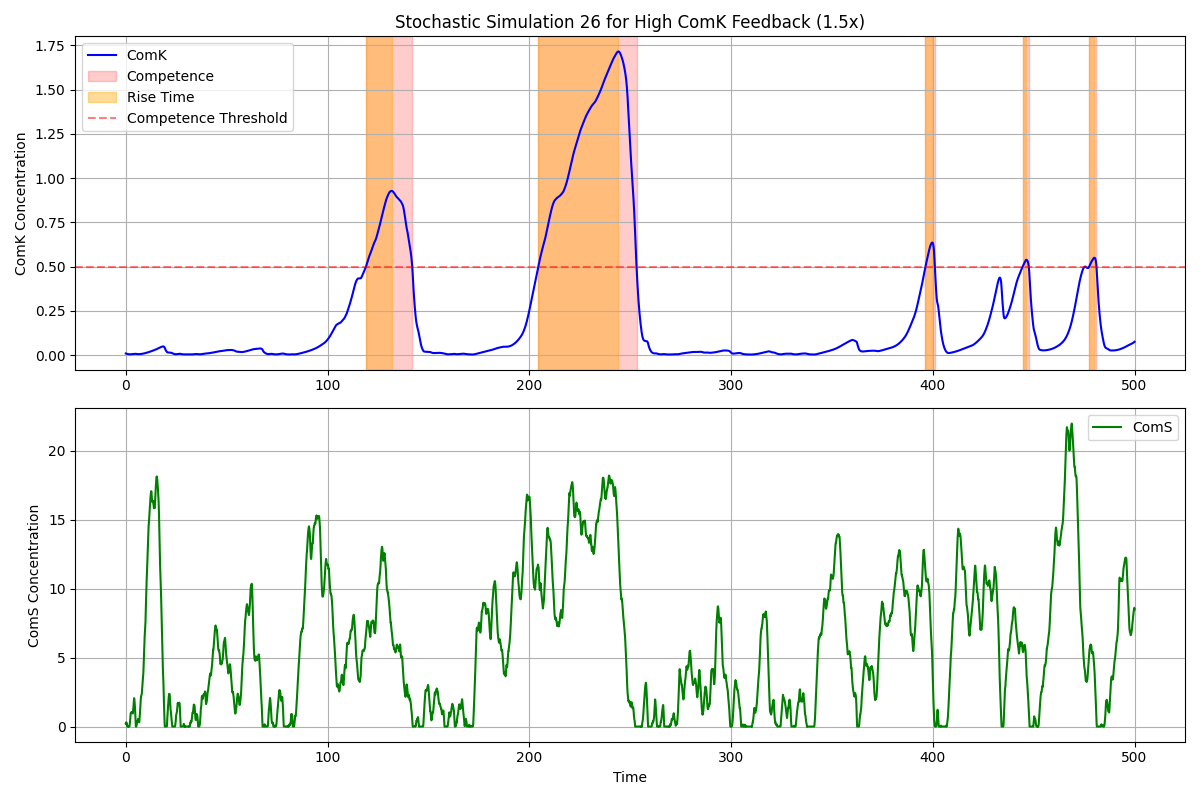 Stochastic Simulation 26 for High ComK Feedback (1.5x)
ComK Concentration
1.75
1.50
1.25
1.00
0.75
0.50
0.25
0.00
ComK
Competence
Rise Time
Competence Threshold
0 100 200 300 400 500
ComS Concentration
20
15
10
5
0
ComS
0 100 200 300 400 500
Time